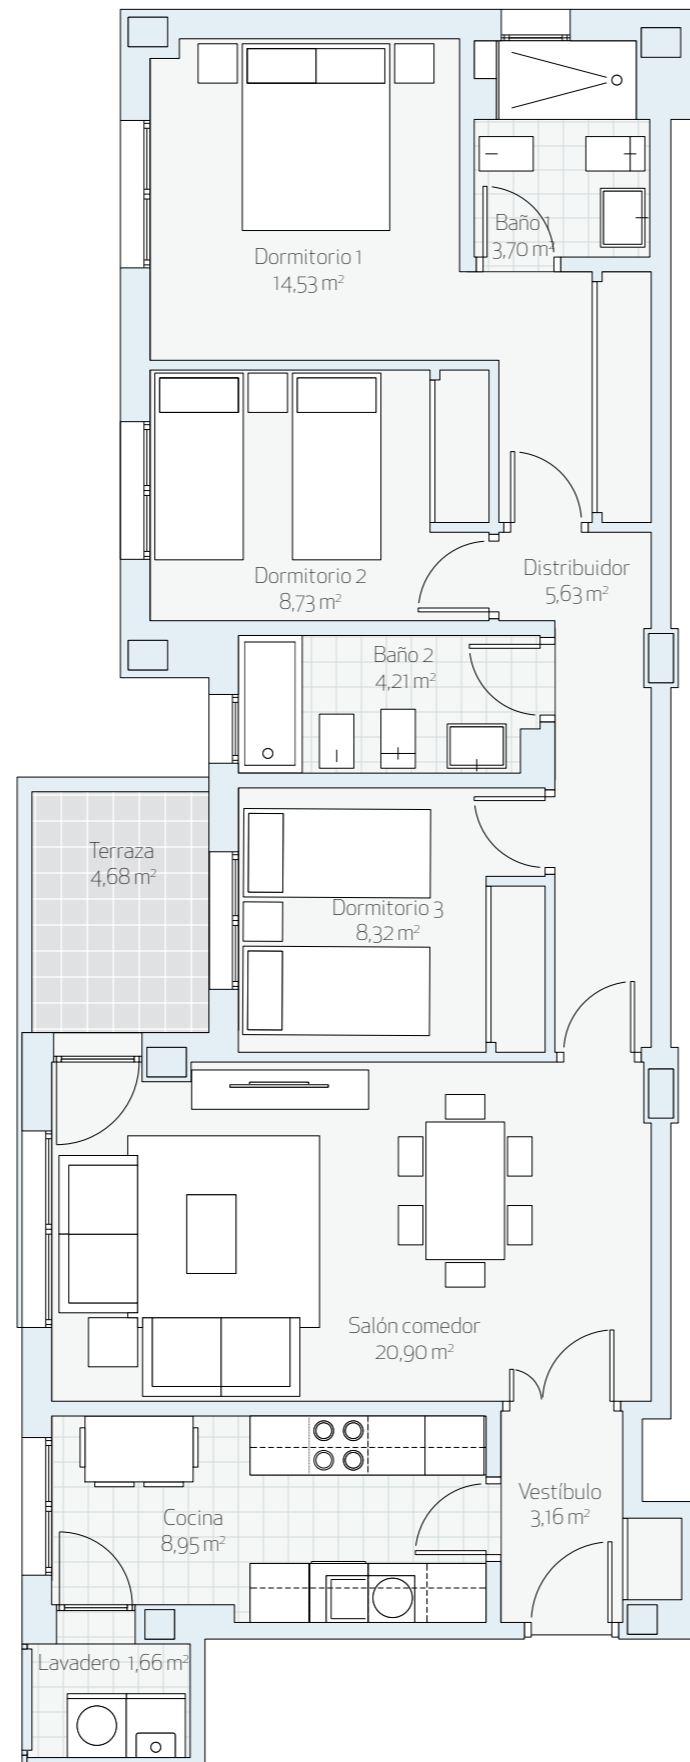 Baño 1
3,70 m²
Dormitorio 1
14,53 m²
Distribuidor
5,63 m²
Dormitorio 2
8,73 m²
Baño 2
4,21 m²
Terraza
4,68 m²
Dormitorio 3
8,32 m²
Salón comedor
20,90 m²
Vestíbulo
3,16 m²
Cocina
8,95 m²
Lavadero 1,66 m²